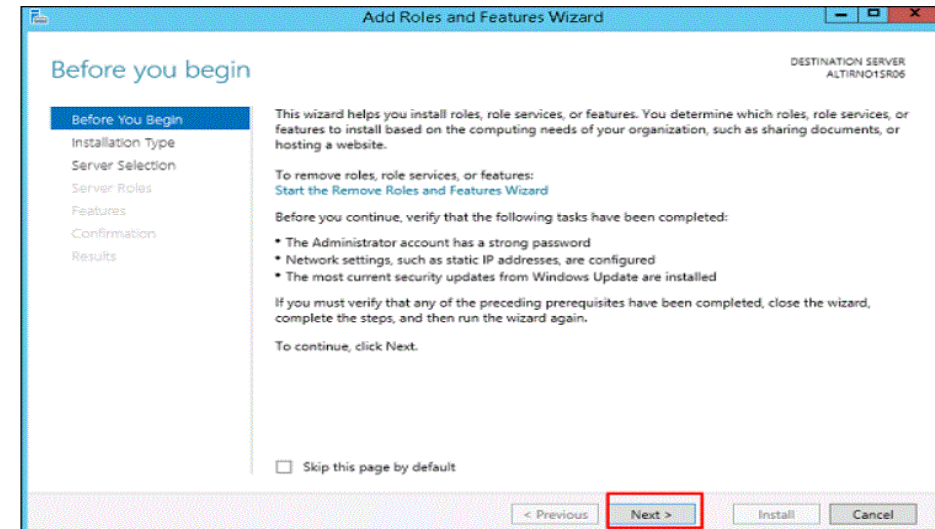 Add Roles and Features Wizard
Before you begin
DESTINATION SERVER
ALTIRNO1SR06
Before You Begin
Installation Type
Server Selection
Server Roles
Features
Confirmation
Results
This wizard helps you install roles, role services, or features. You determine which roles, role services, or
features to install based on the computing needs of your organization, such as sharing documents, or
hosting a website.
To remove roles, role services, or features:
Start the Remove Roles and Features Wizard
Before you continue, verify that the following tasks have been completed:
* The Administrator account has a strong password
* Network settings, such as static IP addresses, are configured
* The most current security updates from Windows Update are installed
If you must verify that any of the preceding prerequisites have been completed, close the wizard,
complete the steps, and then run the wizard again.
To continue, click Next.
Skip this page by default
< Previous
Next >
Install
Cancel